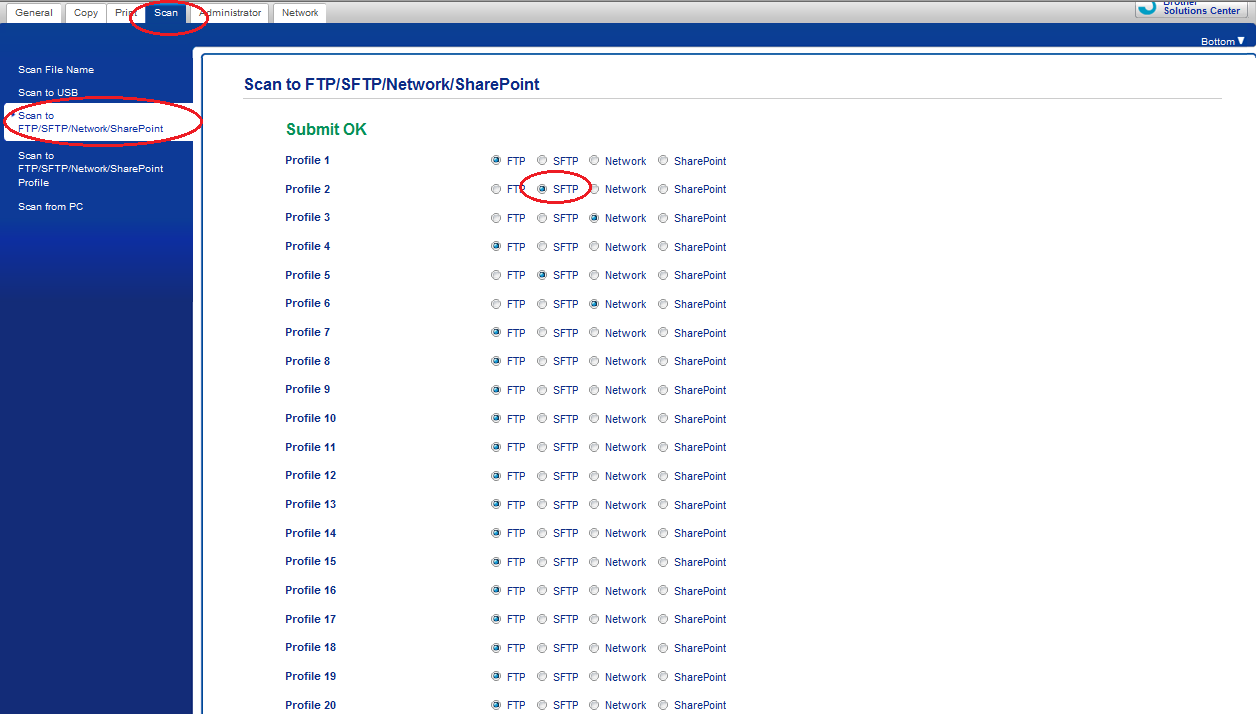 General Copy Print Scan Administrator Network
Brother
Solutions Center
Bottom▼
Scan File Name
Scan to USB
Scan to
FTP/SFTP/Network/SharePoint
Scan to
FTP/SFTP/Network/SharePoint
Profile
Scan from PC
Scan to FTP/SFTP/Network/SharePoint
Submit OK
Profile 1 FTP SFTP Network SharePoint
Profile 2 FTP SFTP Network SharePoint
Profile 3 FTP SFTP Network SharePoint
Profile 4 FTP SFTP Network SharePoint
Profile 5 FTP SFTP Network SharePoint
Profile 6 FTP SFTP Network SharePoint
Profile 7 FTP SFTP Network SharePoint
Profile 8 FTP SFTP Network SharePoint
Profile 9 FTP SFTP Network SharePoint
Profile 10 FTP SFTP Network SharePoint
Profile 11 FTP SFTP Network SharePoint
Profile 12 FTP SFTP Network SharePoint
Profile 13 FTP SFTP Network SharePoint
Profile 14 FTP SFTP Network SharePoint
Profile 15 FTP SFTP Network SharePoint
Profile 16 FTP SFTP Network SharePoint
Profile 17 FTP SFTP Network SharePoint
Profile 18 FTP SFTP Network SharePoint
Profile 19 FTP SFTP Network SharePoint
Profile 20 FTP SFTP Network SharePoint